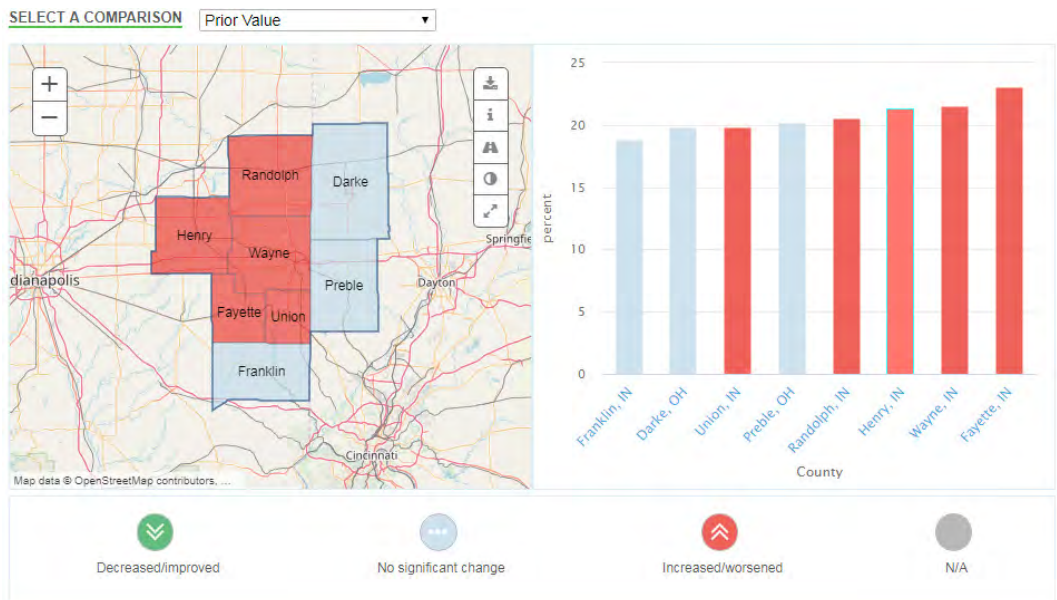 SELECT A COMPARISON
Prior Value
+
−
i
Randolph
Darke
Henry
Wayne
Springfie
dianapolis
Preble
Dayton
Fayette
Union
Franklin
Cincinnati
Map data © OpenStreetMap contributors, ...
25
20
15
10
5
0
percent
Franklin, IN
Darke, OH
Union, IN
Preble, OH
Randolph, IN
Henry, IN
Wayne, IN
Fayette, IN
County
Decreased/improved
No significant change
Increased/worsened
N/A